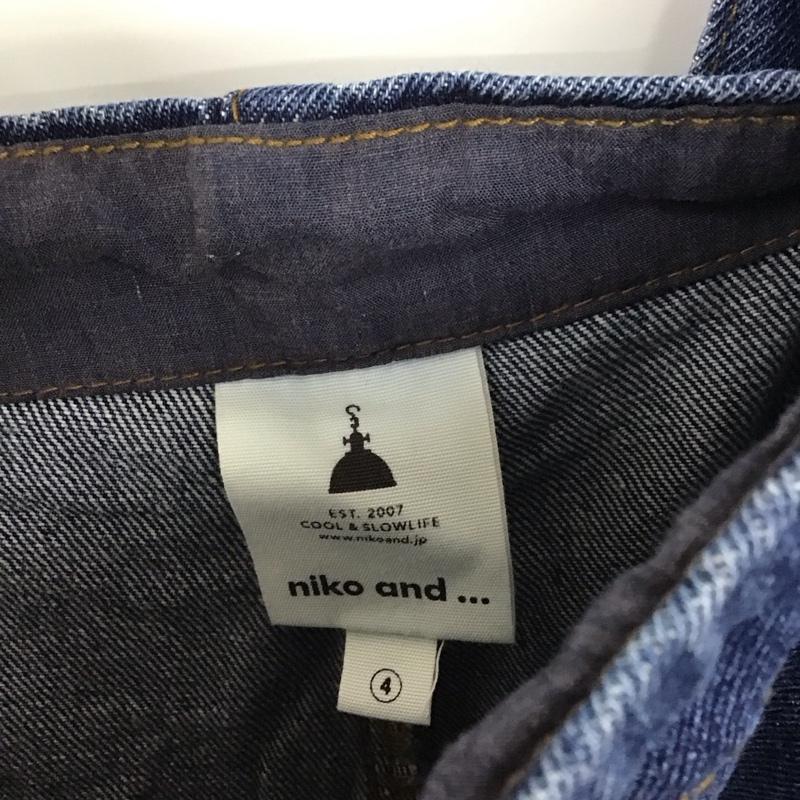 EST. 2007
COOL & SLOWLIFE
www.nikoand.jp
niko and ...
4